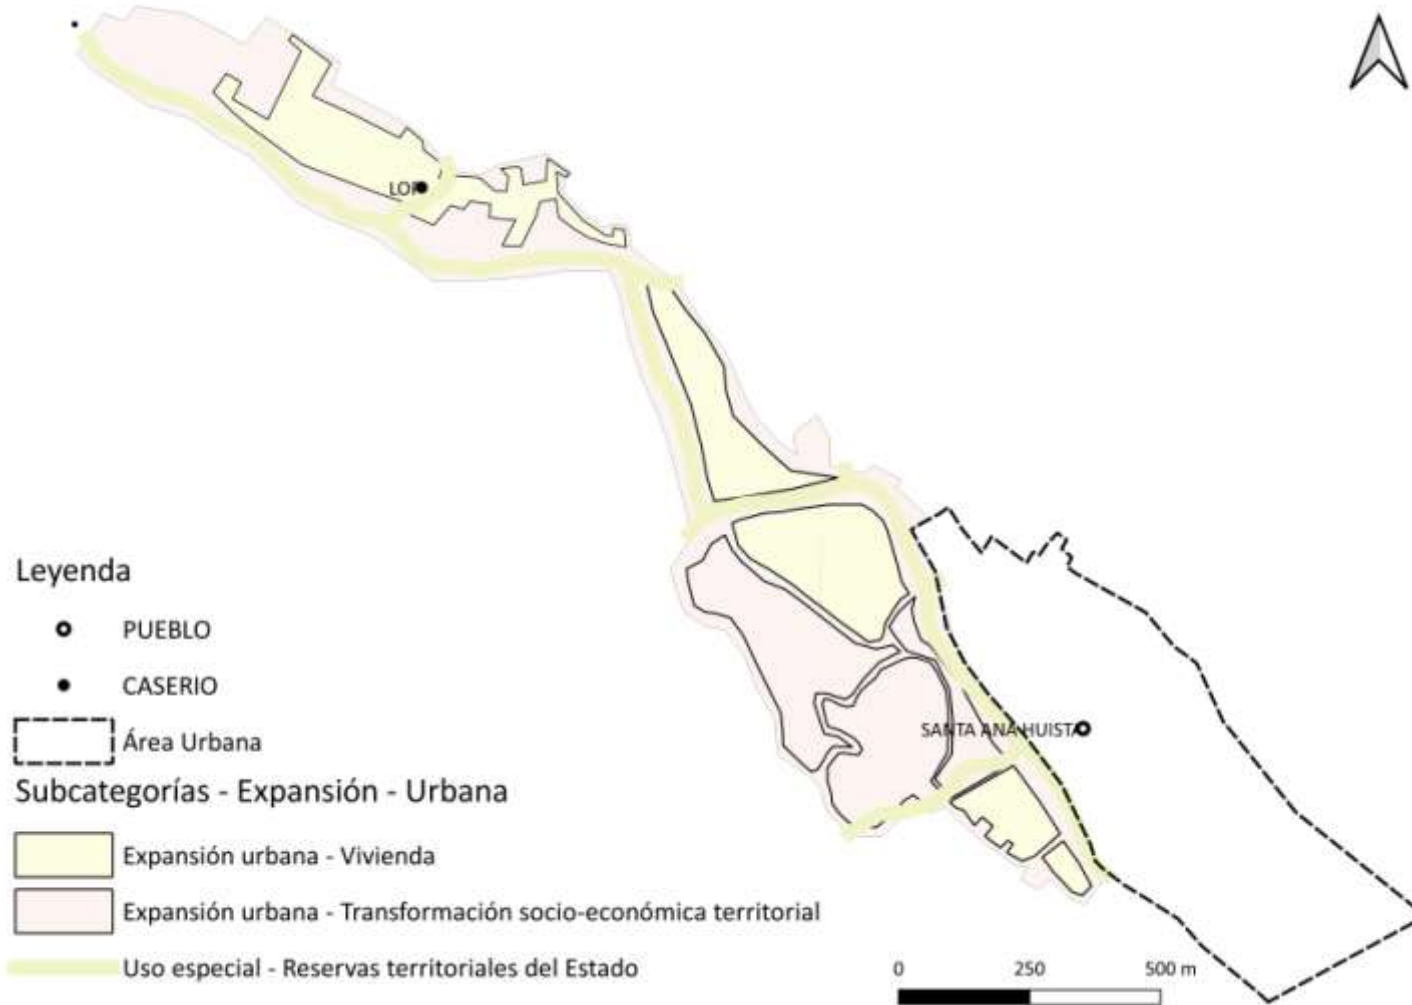 LO
SANTA ANA HUISTA
Leyenda
PUEBLO
CASERIO
Área Urbana
Subcategorías - Expansión - Urbana
Expansión urbana - Vivienda
Expansión urbana - Transformación socio-económica territorial
Uso especial - Reservas territoriales del Estado
0 250 500 m